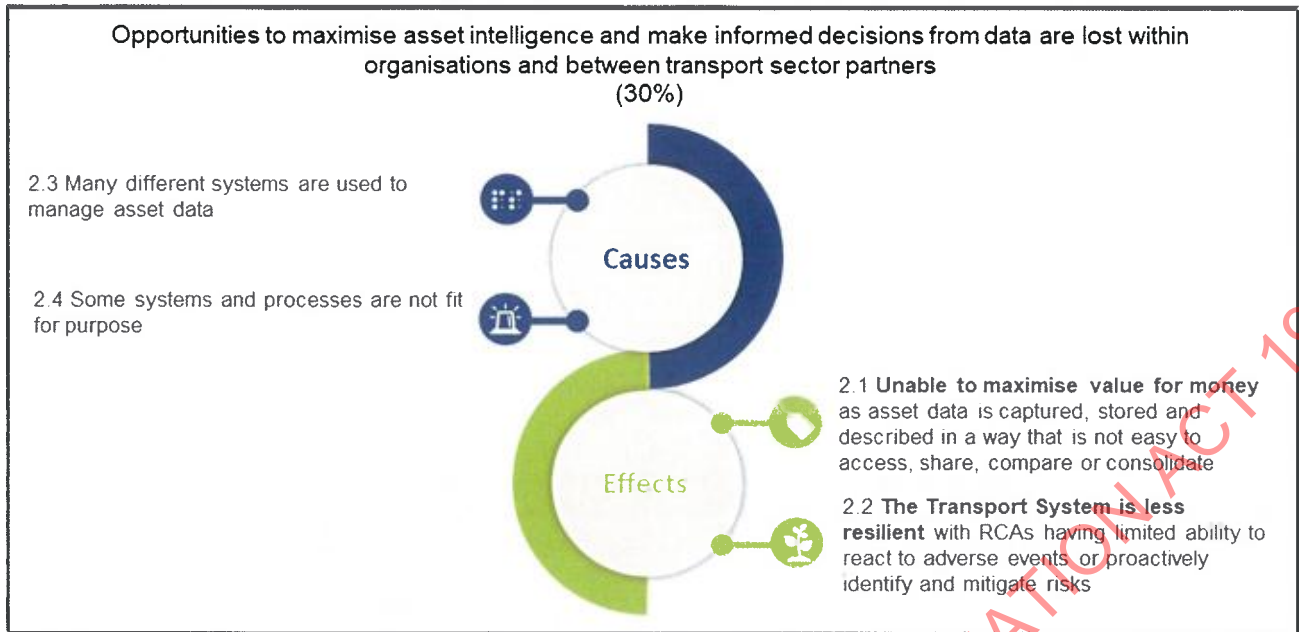 Opportunities to maximise asset intelligence and make informed decisions from data are lost within
organisations and between transport sector partners
(30%)
2.3 Many different systems are used to
manage asset data
Causes
2.4 Some systems and processes are not fit
for purpose
2.1 Unable to maximise value for money
as asset data is captured, stored and
described in a way that is not easy to
access, share, compare or consolidate
Effects
2.2 The Transport System is less
resilient with RCAs having limited ability to
react to adverse events or proactively
identify and mitigate risks
ATION ACT 19